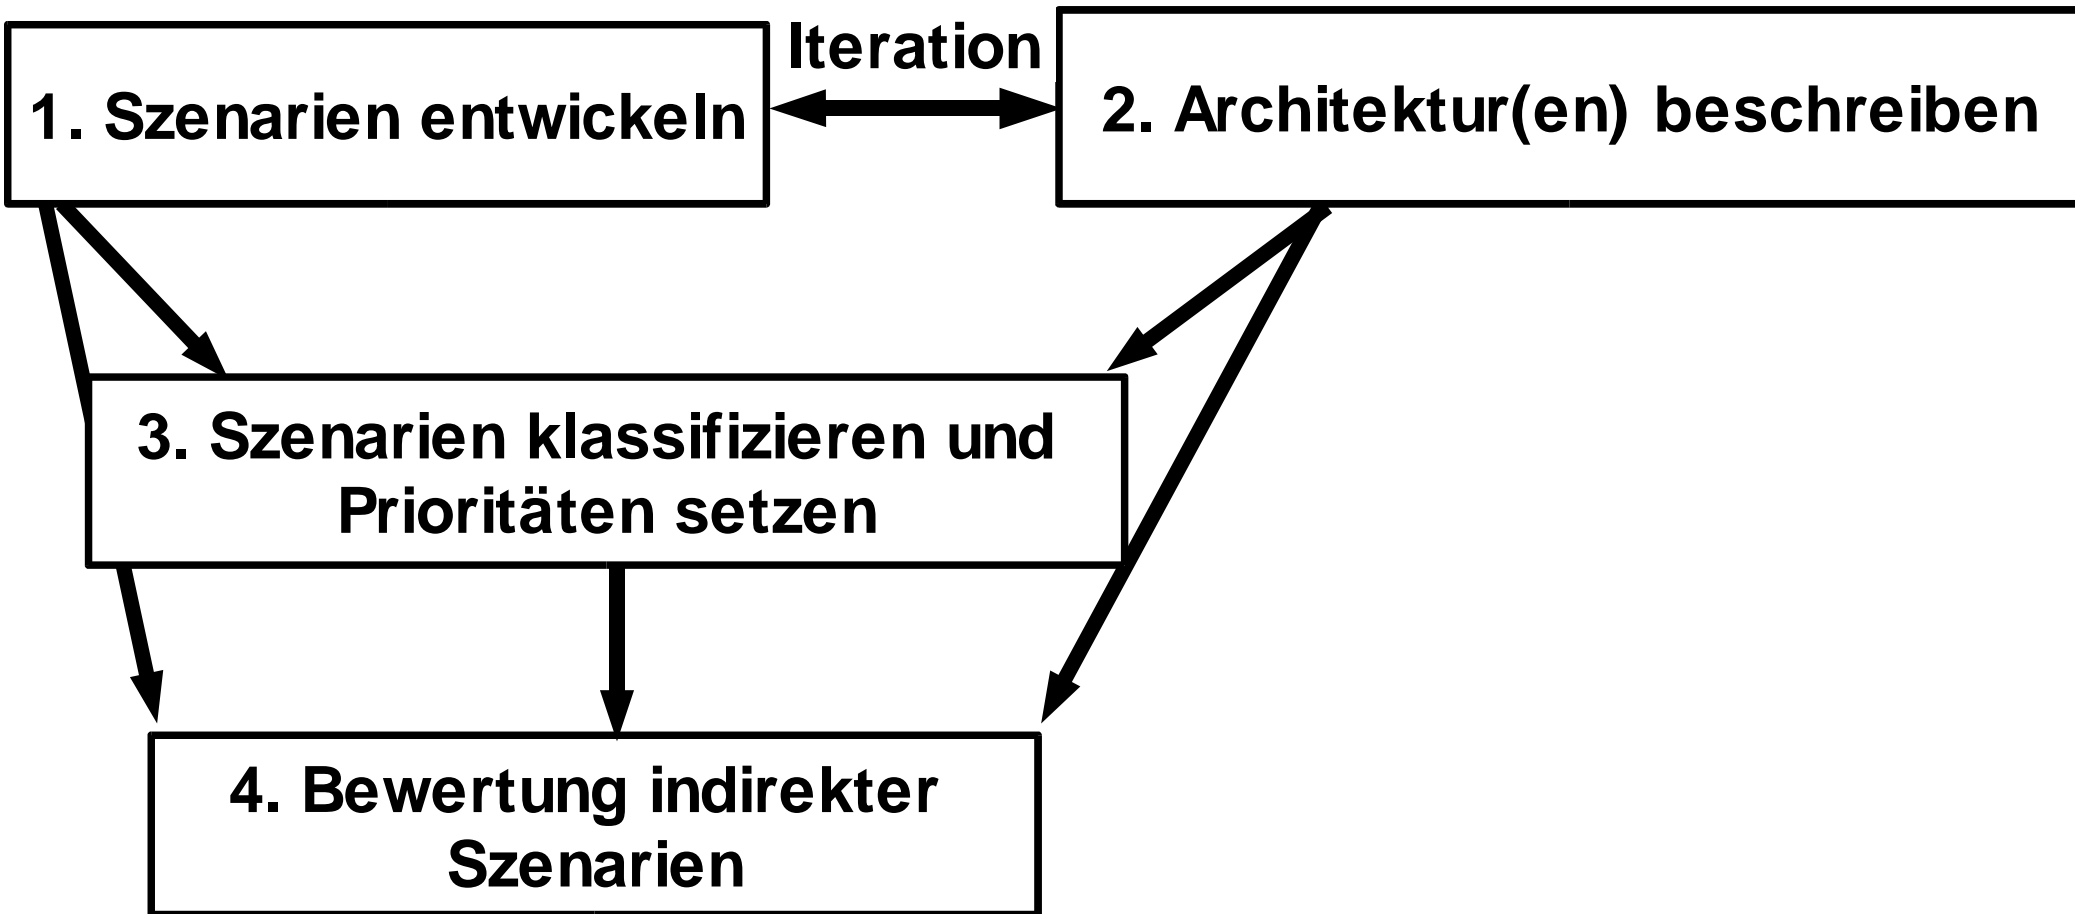 1. Szenarien entwickeln
Iteration
2. Architektur(en) beschreiben
3. Szenarien klassifizieren und
Prioritäten setzen
4. Bewertung indirekter
Szenarien